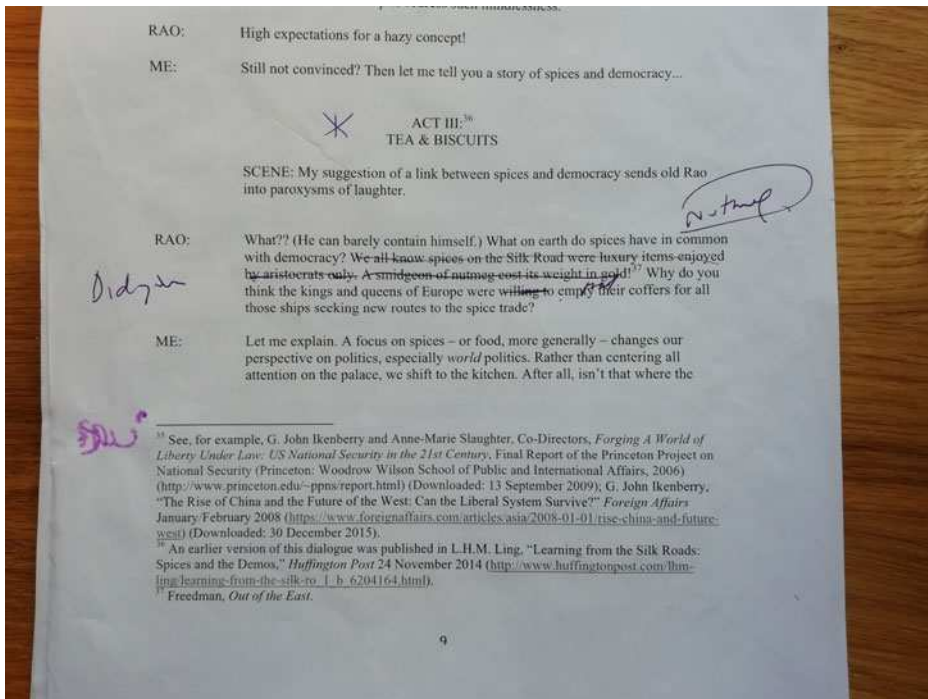 RAO: High expectations for a hazy concept!
ME: Still not convinced? Then let me tell you a story of spices and democracy...
ACT III:36
TEA & BISCUITS
SCENE: My suggestion of a link between spices and democracy sends old Rao
into paroxysms of laughter.
Nutmeg
RAO: What?? (He can barely contain himself.) What on earth do spices have in common
with democracy? We all know spices on the Silk Road were luxury items enjoyed
by aristocrats only. A smidgeon of nutmeg cost its weight in gold!37 Why do you
think the kings and queens of Europe were willing to empty their coffers for all
those ships seeking new routes to the spice trade?
ME: Let me explain. A focus on spices – or food, more generally – changes our
perspective on politics, especially world politics. Rather than centering all
attention on the palace, we shift to the kitchen. After all, isn't that where the
35 See, for example, G. John Ikenberry and Anne-Marie Slaughter, Co-Directors, Forging A World of
Liberty Under Law: US National Security in the 21st Century, Final Report of the Princeton Project on
National Security (Princeton: Woodrow Wilson School of Public and International Affairs, 2006)
(http://www.princeton.edu/~ppns/report.html) (Downloaded: 13 September 2009); G. John Ikenberry,
“The Rise of China and the Future of the West: Can the Liberal System Survive?” Foreign Affairs
January/February 2008 (https://www.foreignaffairs.com/articles/asia/2008-01-01/rise-china-and-future-
west) (Downloaded: 30 December 2015).
36 An earlier version of this dialogue was published in L.H.M. Ling, “Learning from the Silk Roads:
Spices and the Demos,” Huffington Post 24 November 2014 (http://www.huffingtonpost.com/lhm-
ling/learning-from-the-silk-ro_1_b_6204164.html).
37 Freedman, Out of the East.
9